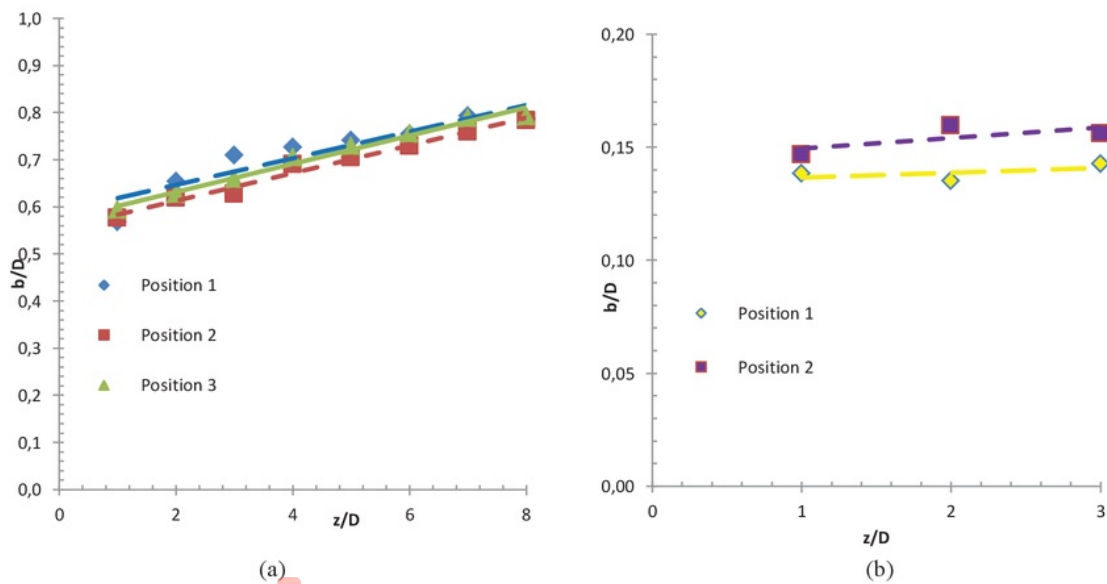 1,0
0,9
0,8
0,7
0,6
0,5
0,4
0,3
0,2
0,1
0,0
b/D
Position 1
Position 2
Position 3
0 2 4 6 8
z/D
(a)
0,20
0,15
0,10
0,05
0,00
b/D
Position 1
Position 2
0 1 2 3
z/D
(b)